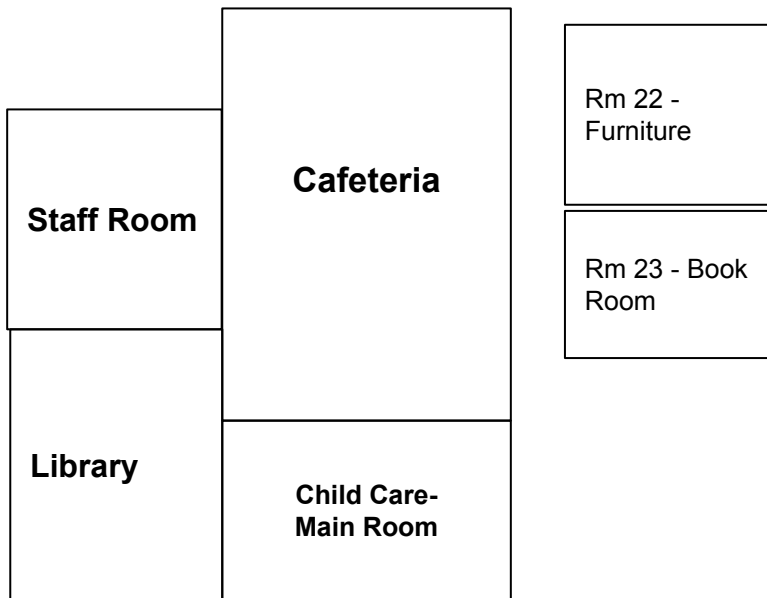 Rm 22 -
Furniture
Cafeteria
Staff Room
Rm 23 - Book
Room
Library
Child Care-
Main Room